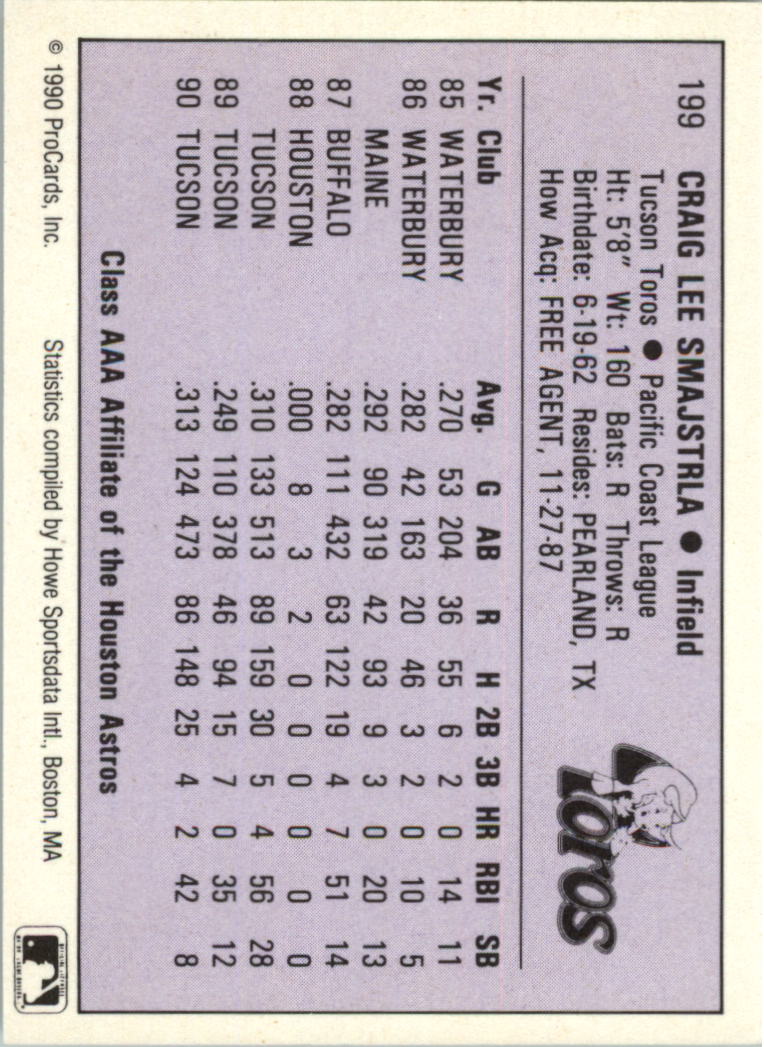 199 CRAIG LEE SMAJSTRLA ● Infield
Tucson Toros ● Pacific Coast League
Ht: 5'8" Wt: 160 Bats: R Throws: R
Birthdate: 6-19-62 Resides: PEARLAND, TX
How Acq: FREE AGENT, 11-27-87
Toros
Yr. Club Avg. G AB R H 2B 3B HR RBI SB
85 WATERBURY .270 53 204 36 55 6 2 0 14 11
86 WATERBURY .282 42 163 20 46 3 2 0 10 5
MAINE .292 90 319 42 93 9 3 0 20 13
87 BUFFALO .282 111 432 63 122 19 4 7 51 14
88 HOUSTON .000 8 3 2 0 0 0 0 0 0
TUCSON .310 133 513 89 159 30 5 4 56 28
89 TUCSON .249 110 378 46 94 15 7 0 35 12
90 TUCSON .313 124 473 86 148 25 4 2 42 8
Class AAA Affiliate of the Houston Astros
© 1990 ProCards, Inc. Statistics compiled by Howe Sportsdata Intl., Boston, MA